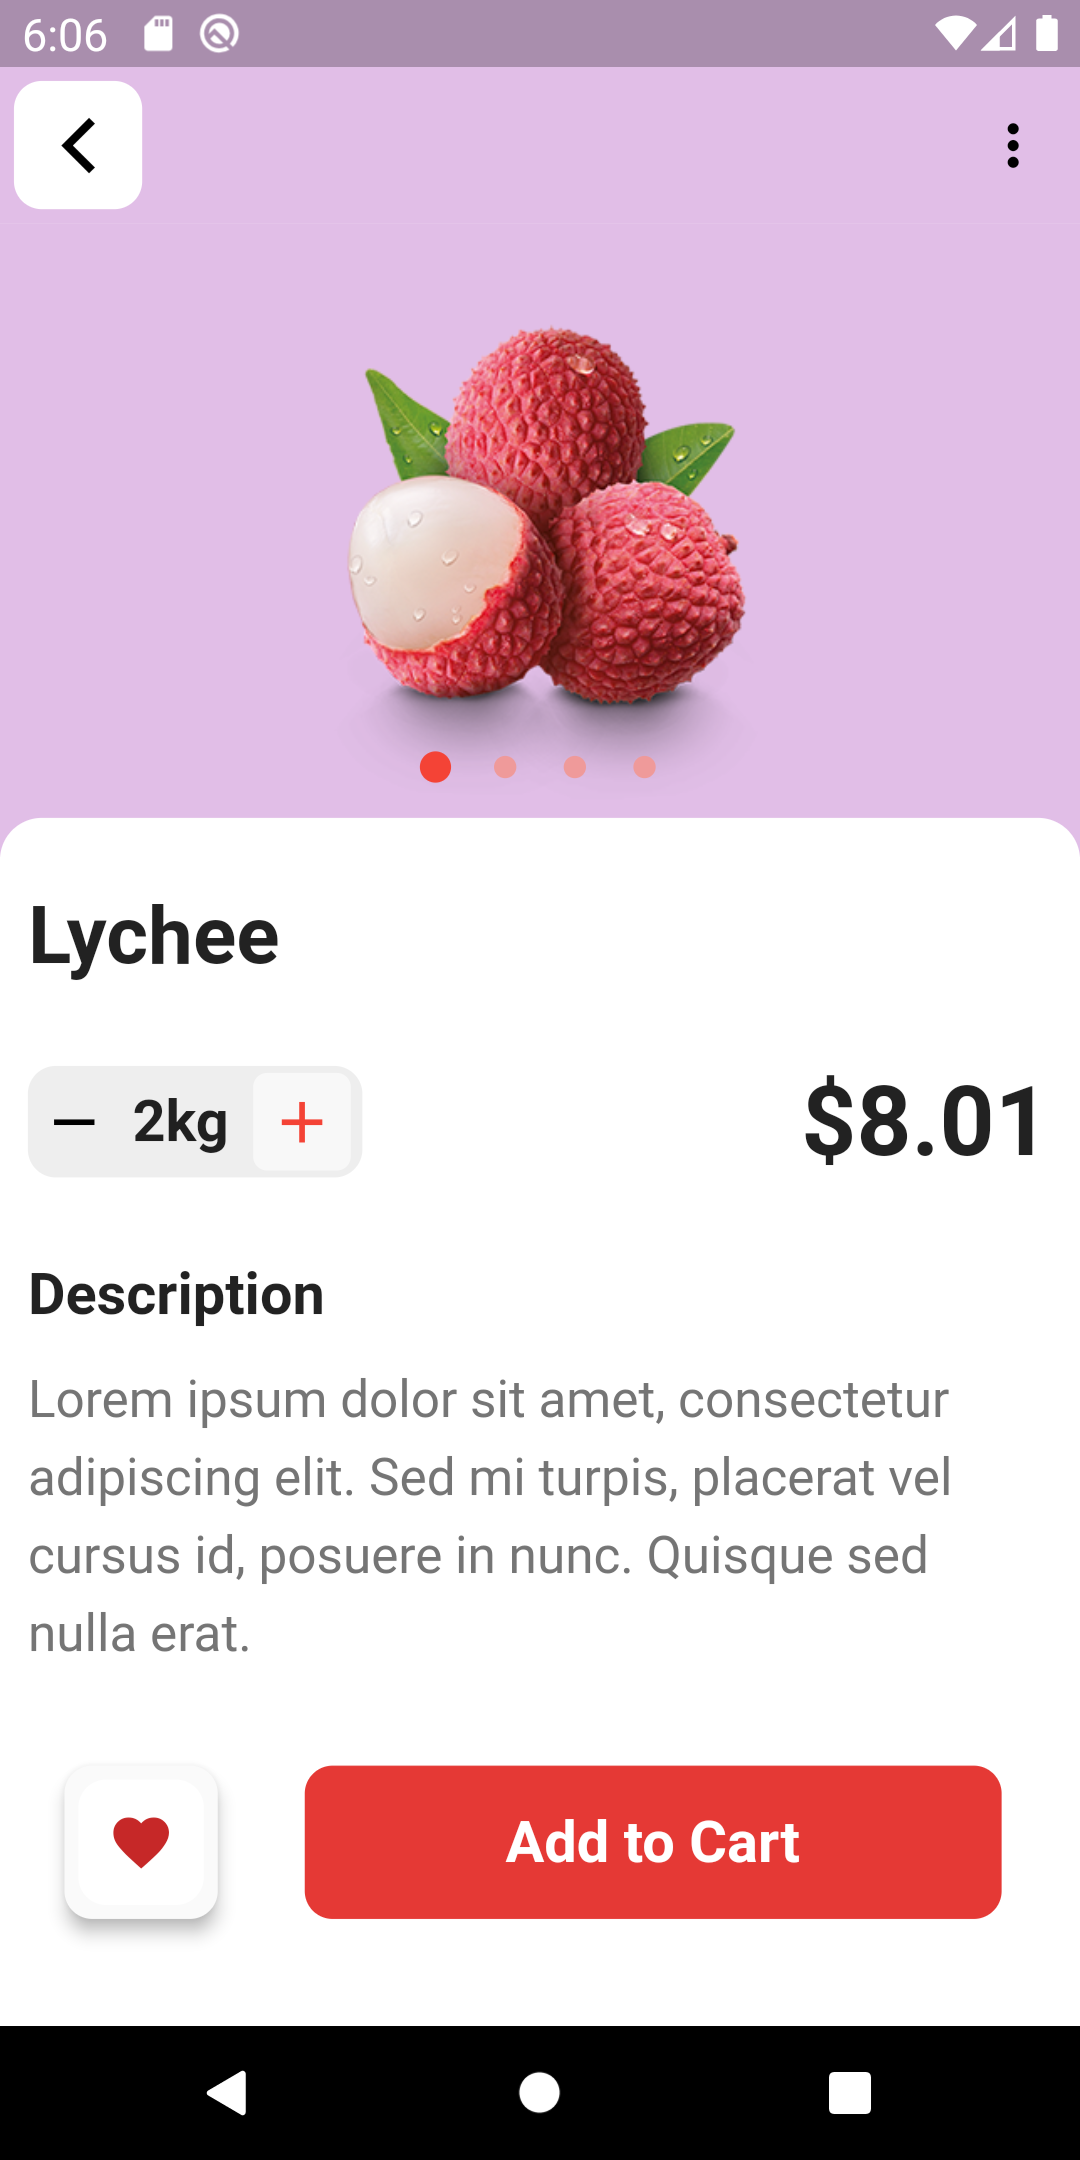 6:06
Lychee
2kg
$8.01
Description
Lorem ipsum dolor sit amet, consectetur
adipiscing elit. Sed mi turpis, placerat vel
cursus id, posuere in nunc. Quisque sed
nulla erat.
Add to Cart